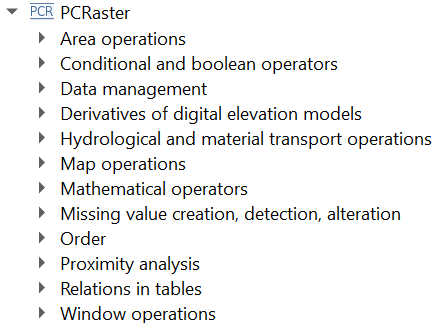 PCR PCRaster
Area operations
Conditional and boolean operators
Data management
Derivatives of digital elevation models
Hydrological and material transport operations
Map operations
Mathematical operators
Missing value creation, detection, alteration
Order
Proximity analysis
Relations in tables
Window operations